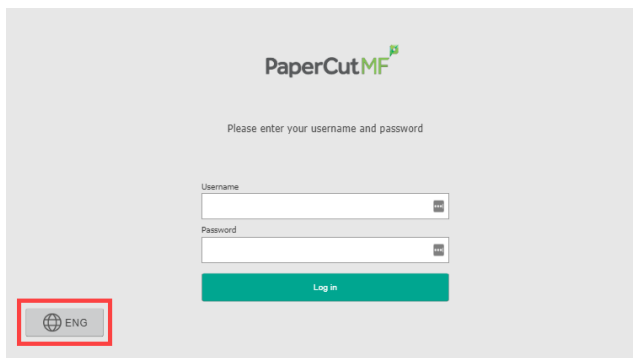 PaperCutMF
Please enter your username and password
Username
Password
Log in
ENG